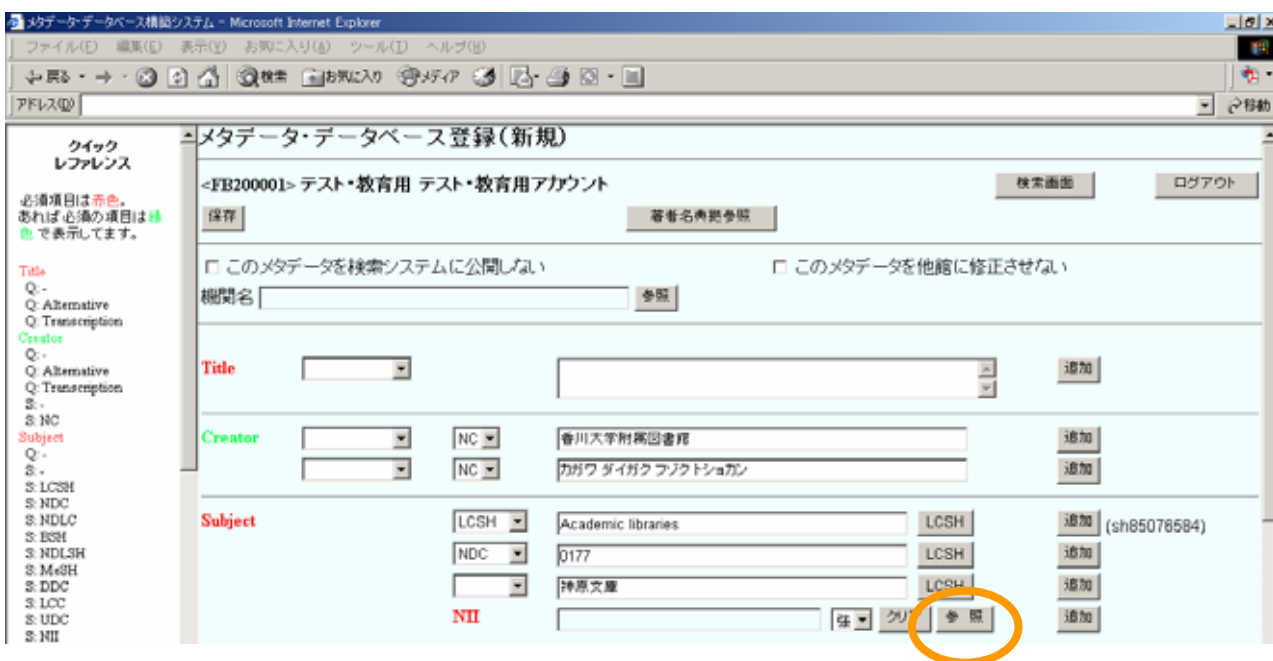 メタデータ・データベース構築システム - Microsoft Internet Explorer
ファイル(F) 編集(E) 表示(V) お気に入り(A) ツール(T) ヘルプ(H)
戻る 検索 お気に入り メディア
アドレス(D) 移動
クイック
レファレンス
必須項目は赤色。
あれば必須の項目は緑
色で表示してます。
Title
Q: -
Q: Alternative
Q: Transcription
Creator
Q: -
Q: Alternative
Q: Transcription
S: -
S: NC
Subject
Q: -
S: -
S: LCSH
S: NDC
S: NDLC
S: BSH
S: NDLSH
S: MeSH
S: DDC
S: LCC
S: UDC
S: NII
メタデータ・データベース登録(新規)
<FB200001> テスト・教育用 テスト・教育用アカウント 検索画面 ログアウト
保存 著者名典拠参照
このメタデータを検索システムに公開しない このメタデータを他館に修正させない
機関名 参照
Title 追加
Creator NC 香川大学附属図書館 追加
NC カガワ ダイガク フゾク トショカン 追加
Subject LCSH Academic libraries LCSH 追加 (sh85076584)
NDC 0177 LCSH 追加
神原文庫 LCSH 追加
NII 張 クリア 参 照 追加